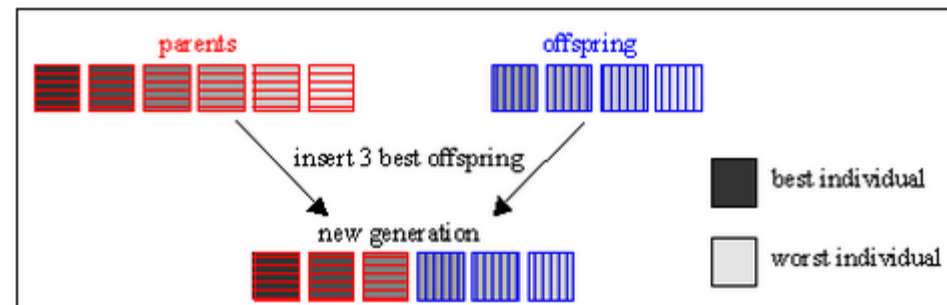 parents
offspring
insert 3 best offspring
best individual
new generation
worst individual